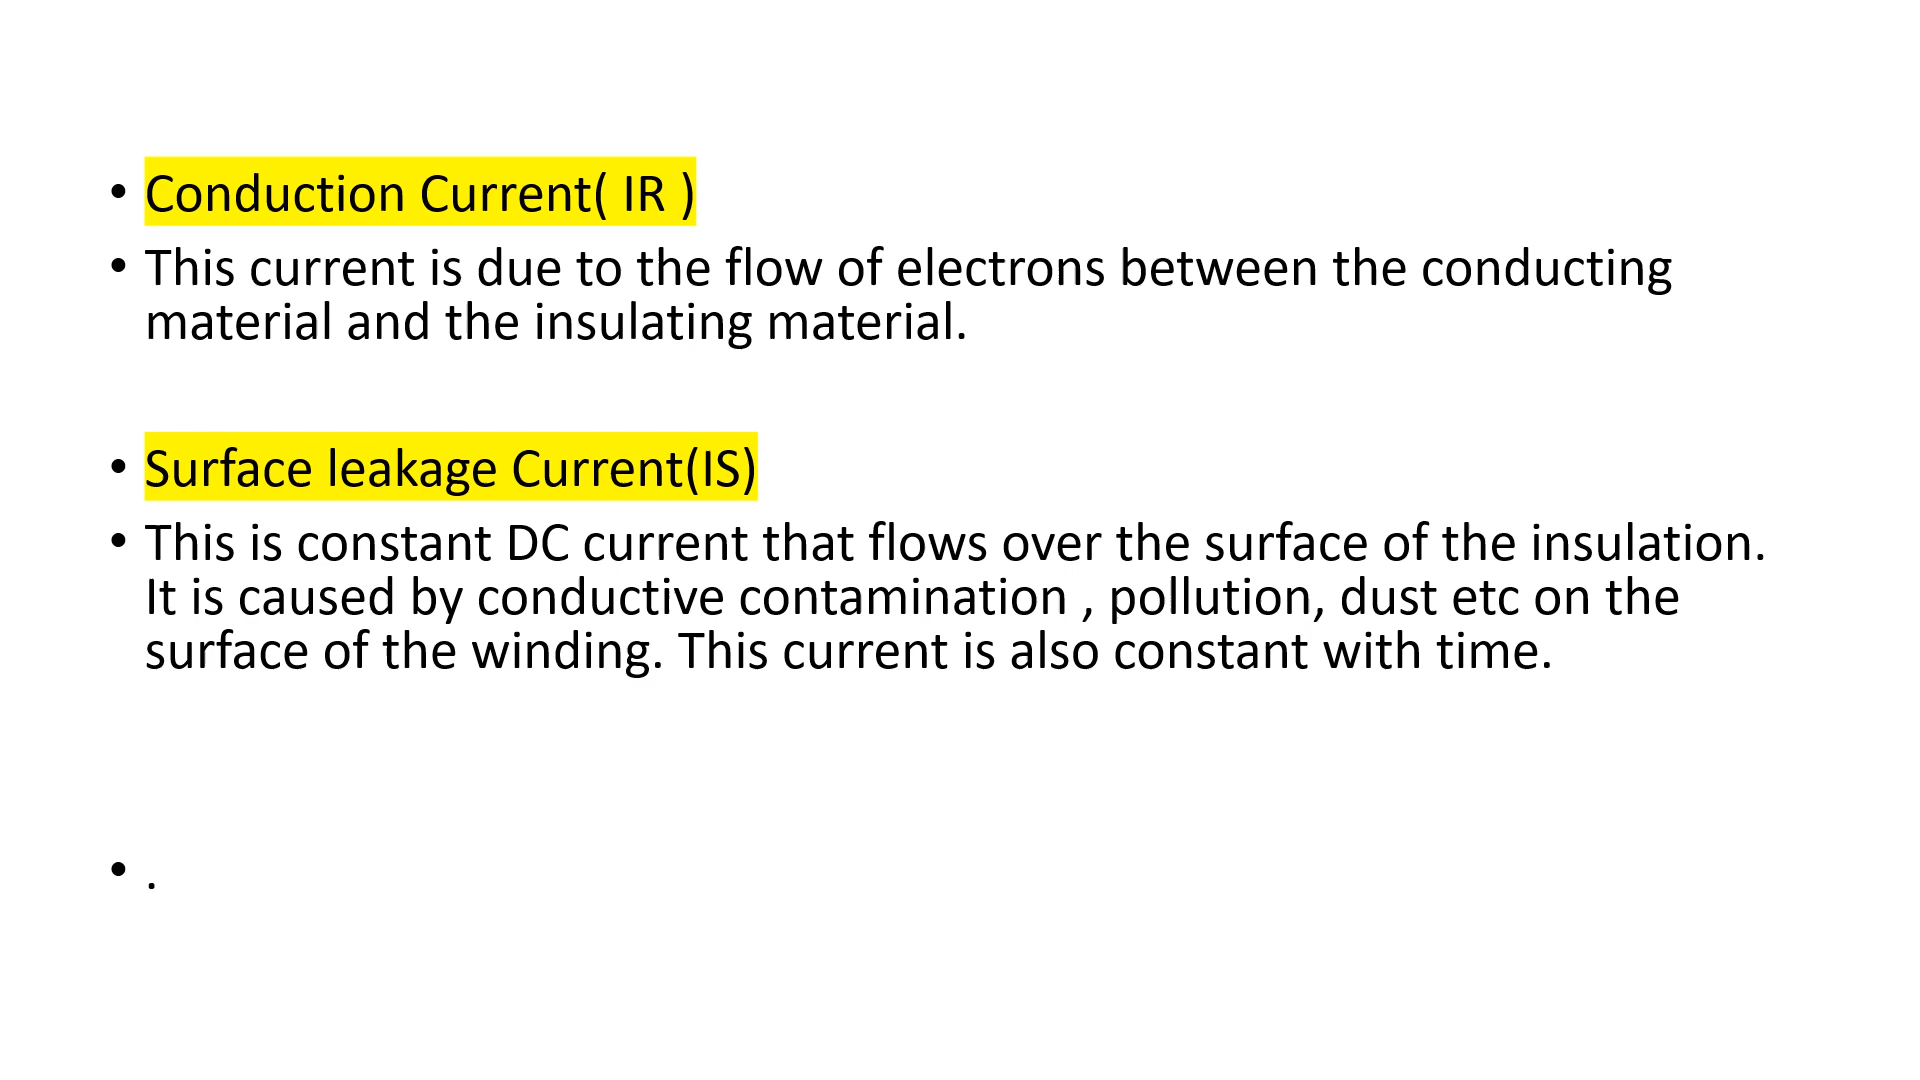 • Conduction Current( IR )
• This current is due to the flow of electrons between the conducting
material and the insulating material.
• Surface leakage Current(IS)
• This is constant DC current that flows over the surface of the insulation.
It is caused by conductive contamination , pollution, dust etc on the
surface of the winding. This current is also constant with time.
• .